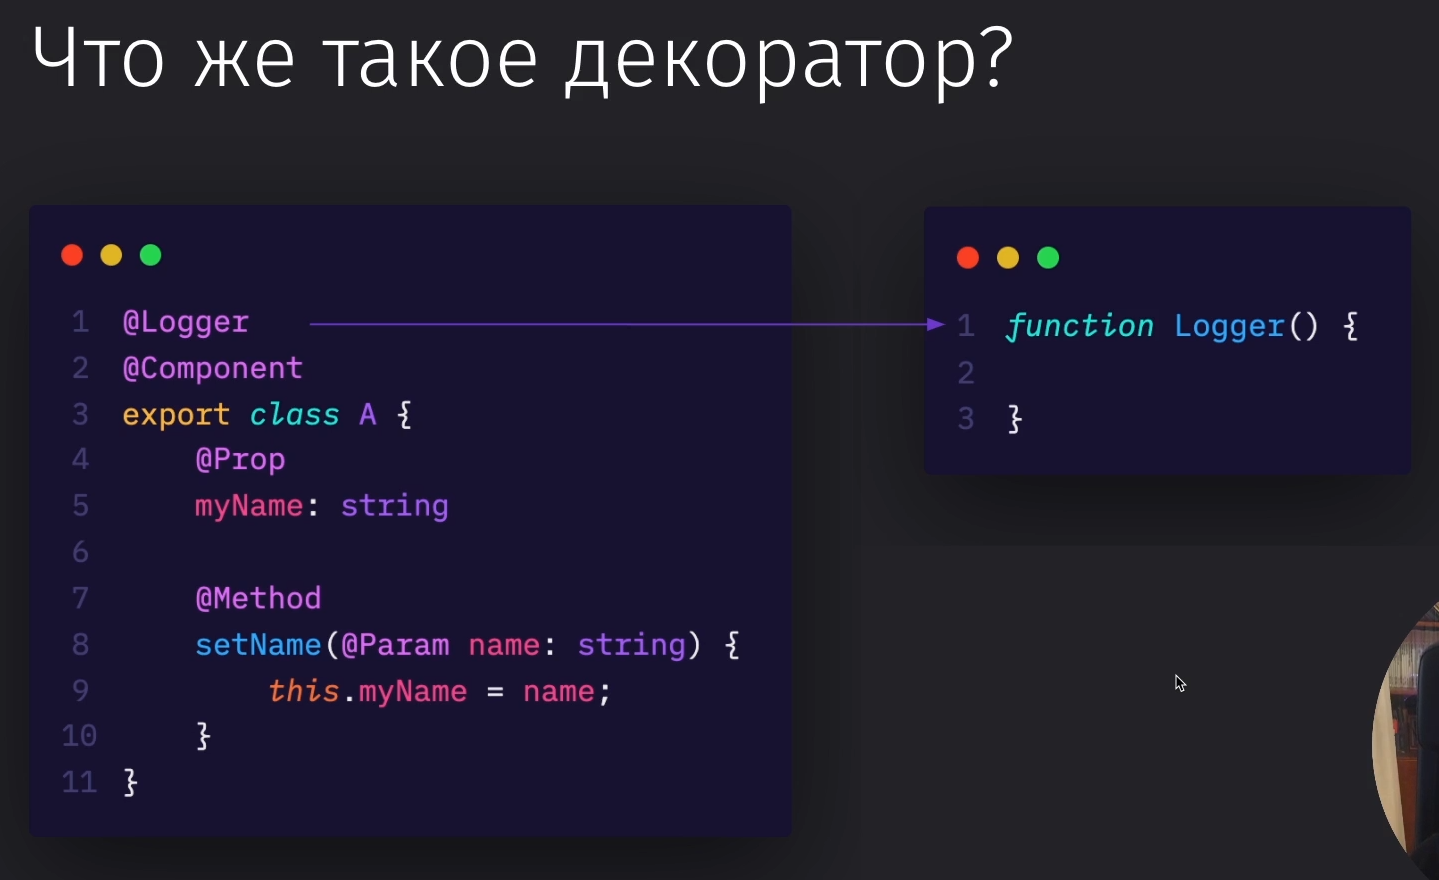 Что же такое декоратор?
1 @Logger
2 @Component
3 export class A {
4 @Prop
5 myName: string
6
7 @Method
8 setName(@Param name: string) {
9 this.myName = name;
10 }
11 }
1 function Logger() {
2
3 }